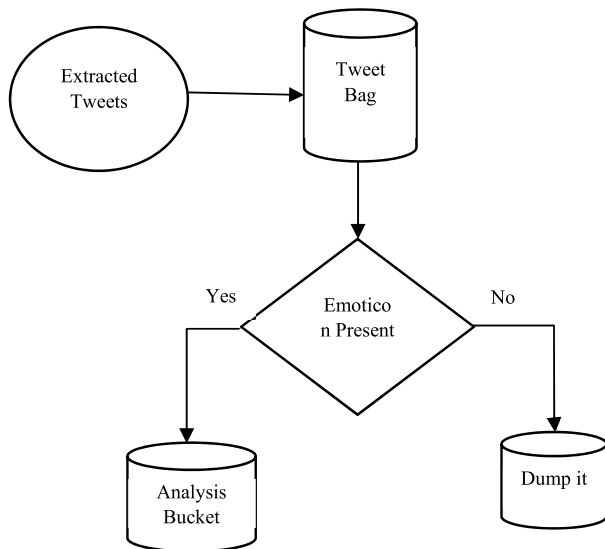 Extracted
Tweets
Tweet
Bag
Yes
Emotico
n Present
No
Analysis
Bucket
Dump it